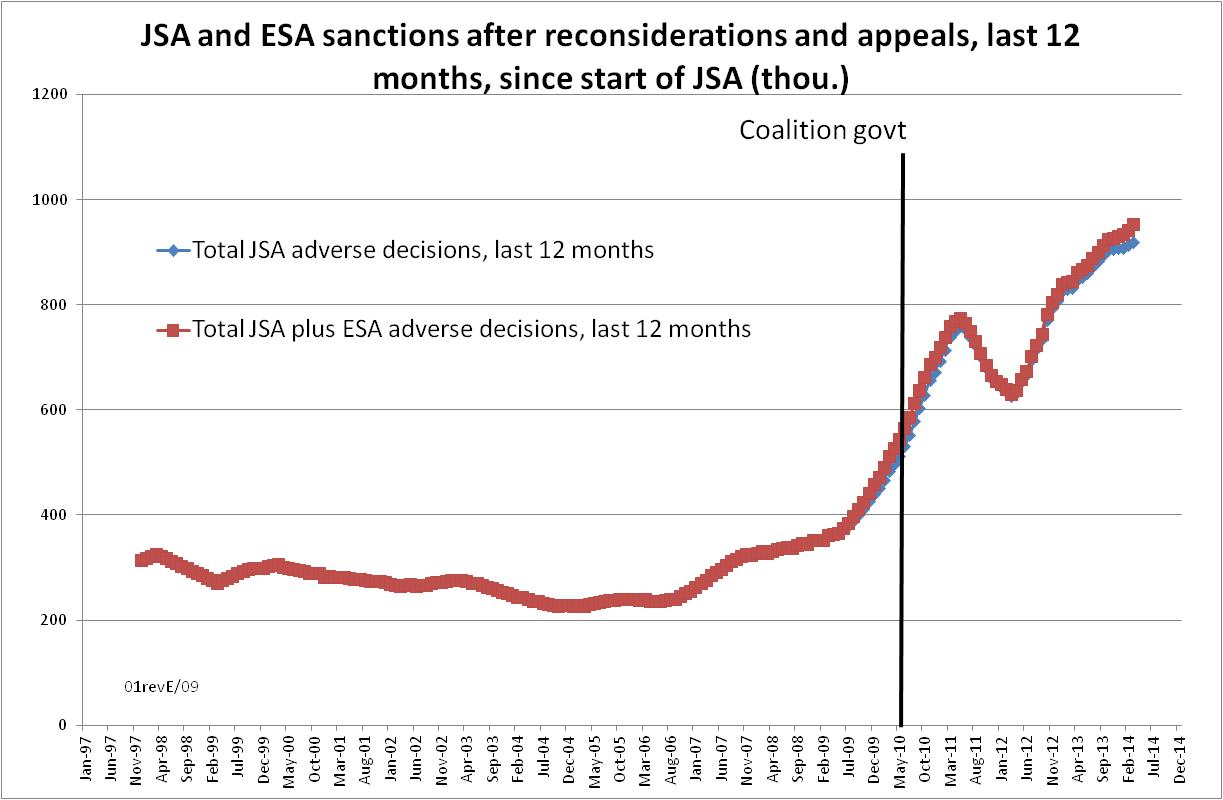 JSA and ESA sanctions after reconsiderations and appeals, last 12
months, since start of JSA (thou.)
1200
Coalition govt
1000
Total JSA adverse decisions, last 12 months
800
Total JSA plus ESA adverse decisions, last 12 months
600
400
200
01revE/09
0
Jan-97
Jun-97
Nov-97
Apr-98
Sep-98
Feb-99
Jul-99
Dec-99
May-00
Oct-00
Mar-01
Aug-01
Jan-02
Jun-02
Nov-02
Apr-03
Sep-03
Feb-04
Jul-04
Dec-04
May-05
Oct-05
Mar-06
Aug-06
Jan-07
Jun-07
Nov-07
Apr-08
Sep-08
Feb-09
Jul-09
Dec-09
May-10
Oct-10
Mar-11
Aug-11
Jan-12
Jun-12
Nov-12
Apr-13
Sep-13
Feb-14
Jul-14
Dec-14